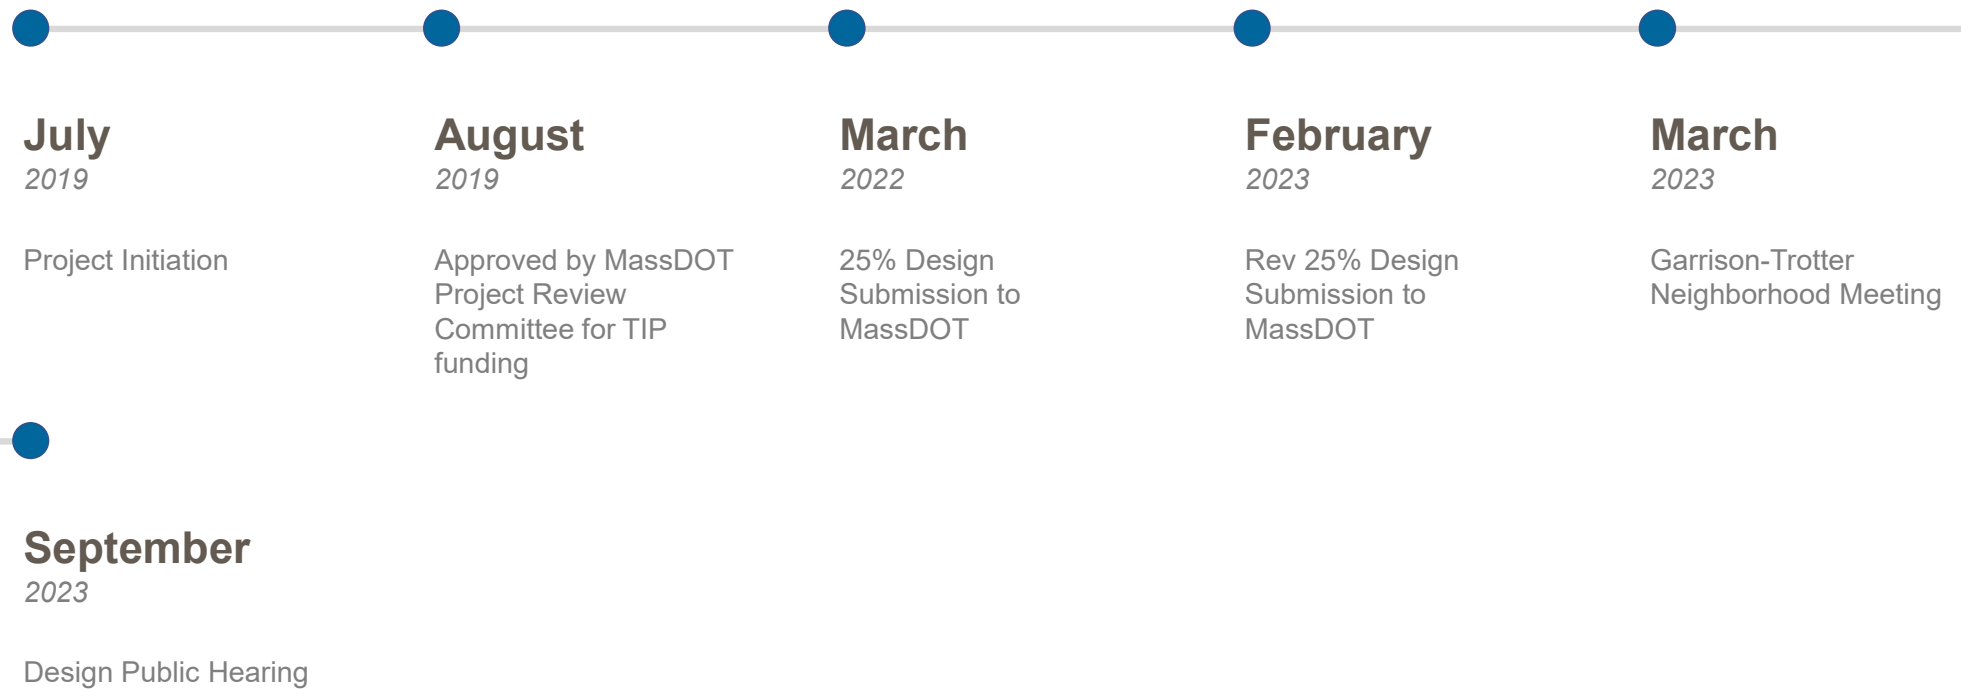 July
2019
Project Initiation
August
2019
Approved by MassDOT
Project Review
Committee for TIP
funding
March
2022
25% Design
Submission to
MassDOT
February
2023
Rev 25% Design
Submission to
MassDOT
March
2023
Garrison-Trotter
Neighborhood Meeting
September
2023
Design Public Hearing